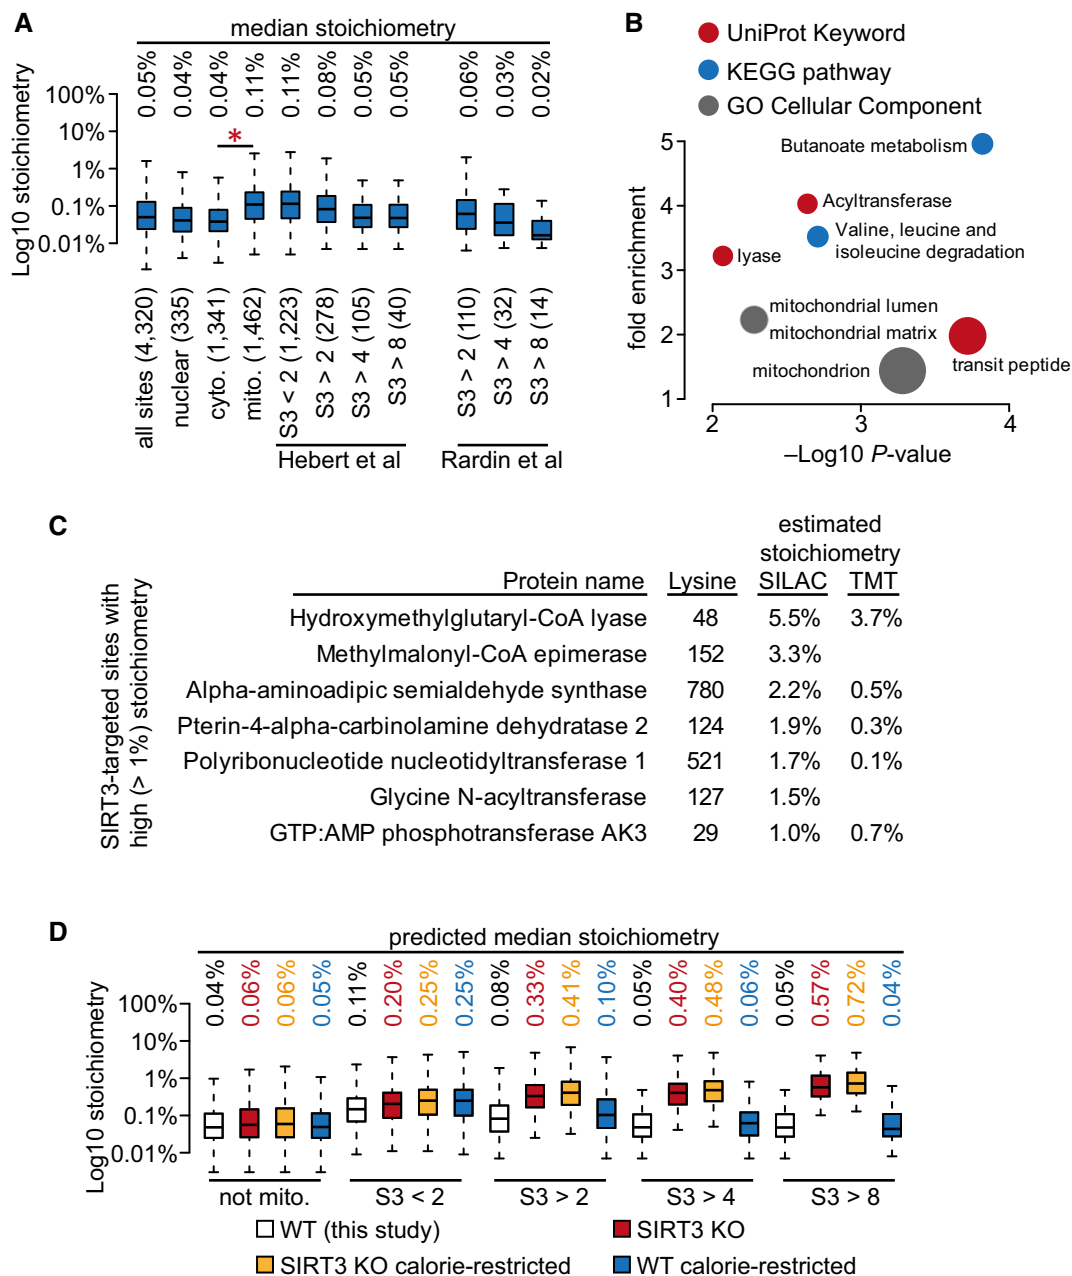 A
median stoichiometry
0.05% 0.04% 0.04% 0.11% 0.11% 0.08% 0.05% 0.05% 0.06% 0.03% 0.02%
Log10 stoichiometry
100%
10%
1%
0.1%
0.01%
*
all sites (4,320)
nuclear (335)
cyto. (1,341)
mito. (1,462)
S3 < 2 (1,223)
S3 > 2 (278)
S3 > 4 (105)
S3 > 8 (40)
S3 > 2 (110)
S3 > 4 (32)
S3 > 8 (14)
Hebert et al
Rardin et al
B
UniProt Keyword
KEGG pathway
GO Cellular Component
fold enrichment
5
4
3
2
1
Butanoate metabolism
Acyltransferase
Valine, leucine and
isoleucine degradation
lyase
mitochondrial lumen
mitochondrial matrix
mitochondrion
transit peptide
2 3 4
–Log10 P-value
C
SIRT3-targeted sites with
high (> 1%) stoichiometry
estimated
stoichiometry
Protein name Lysine SILAC TMT
Hydroxymethylglutaryl-CoA lyase 48 5.5% 3.7%
Methylmalonyl-CoA epimerase 152 3.3%
Alpha-aminoadipic semialdehyde synthase 780 2.2% 0.5%
Pterin-4-alpha-carbinolamine dehydratase 2 124 1.9% 0.3%
Polyribonucleotide nucleotidyltransferase 1 521 1.7% 0.1%
Glycine N-acyltransferase 127 1.5%
GTP:AMP phosphotransferase AK3 29 1.0% 0.7%
D
predicted median stoichiometry
0.04% 0.06% 0.06% 0.05% 0.11% 0.20% 0.25% 0.25% 0.08% 0.33% 0.41% 0.10% 0.05% 0.40% 0.48% 0.06% 0.05% 0.57% 0.72% 0.04%
Log10 stoichiometry
100%
10%
1%
0.1%
0.01%
not mito. S3 < 2 S3 > 2 S3 > 4 S3 > 8
WT (this study) SIRT3 KO
SIRT3 KO calorie-restricted WT calorie-restricted